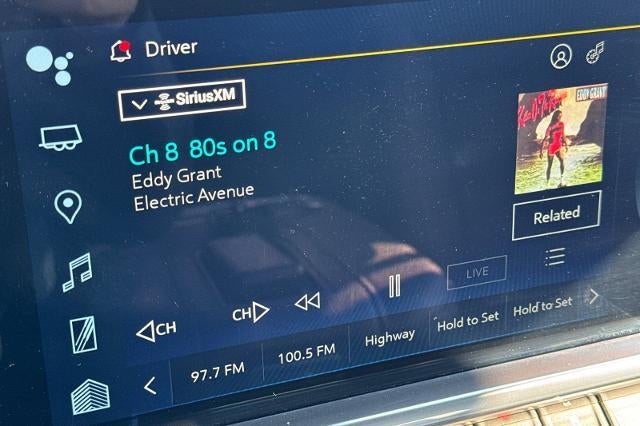 Driver
SiriusXM
Ch 8 80s on 8
Eddy Grant
Electric Avenue
EDDY GRANT
Related
LIVE
CH
CH
97.7 FM
100.5 FM
Highway
Hold to Set
Hold to Set